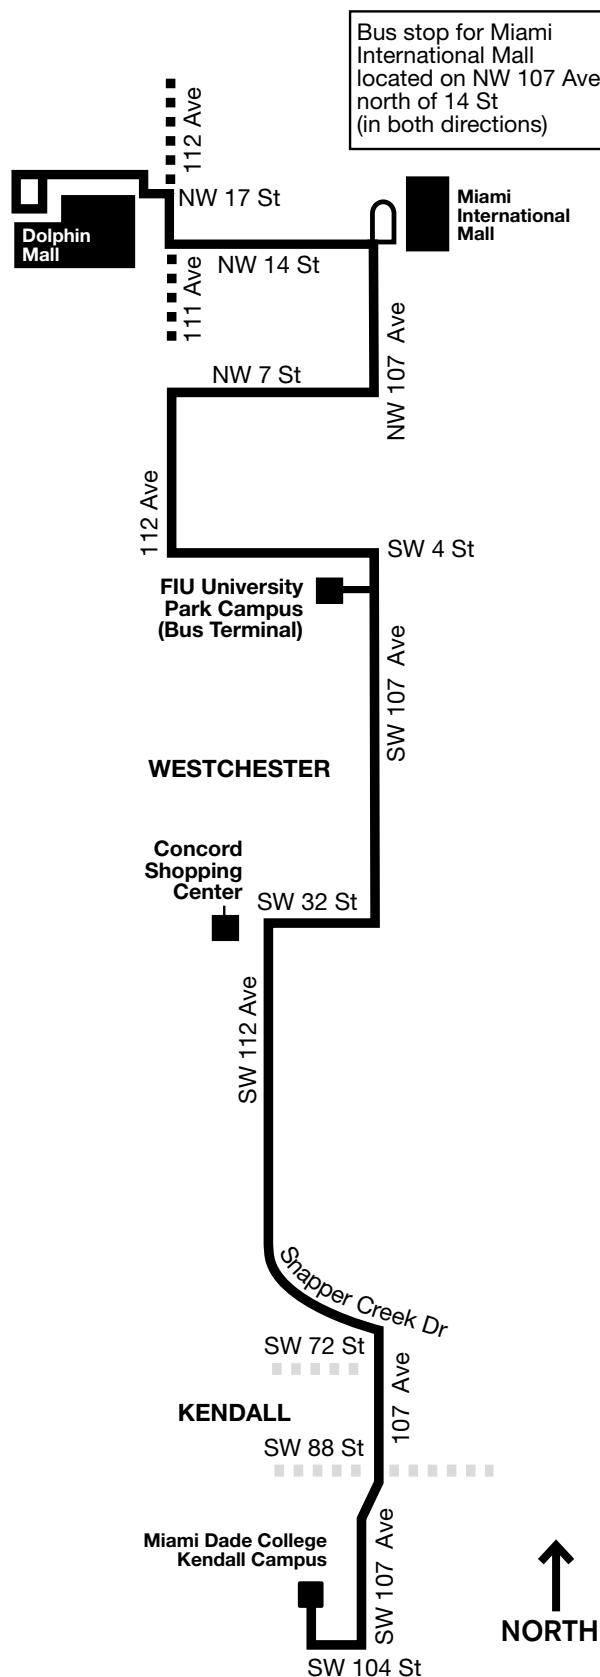 Bus stop for Miami
International Mall
located on NW 107 Ave
north of 14 St
(in both directions)
112 Ave
NW 17 St
Miami
International
Mall
Dolphin
Mall
NW 14 St
111 Ave
NW 107 Ave
NW 7 St
112 Ave
SW 4 St
FIU University
Park Campus
(Bus Terminal)
SW 107 Ave
WESTCHESTER
Concord
Shopping
Center
SW 32 St
SW 112 Ave
Snapper Creek Dr
SW 72 St
107 Ave
KENDALL
SW 88 St
Miami Dade College
Kendall Campus
SW 107 Ave
NORTH
SW 104 St